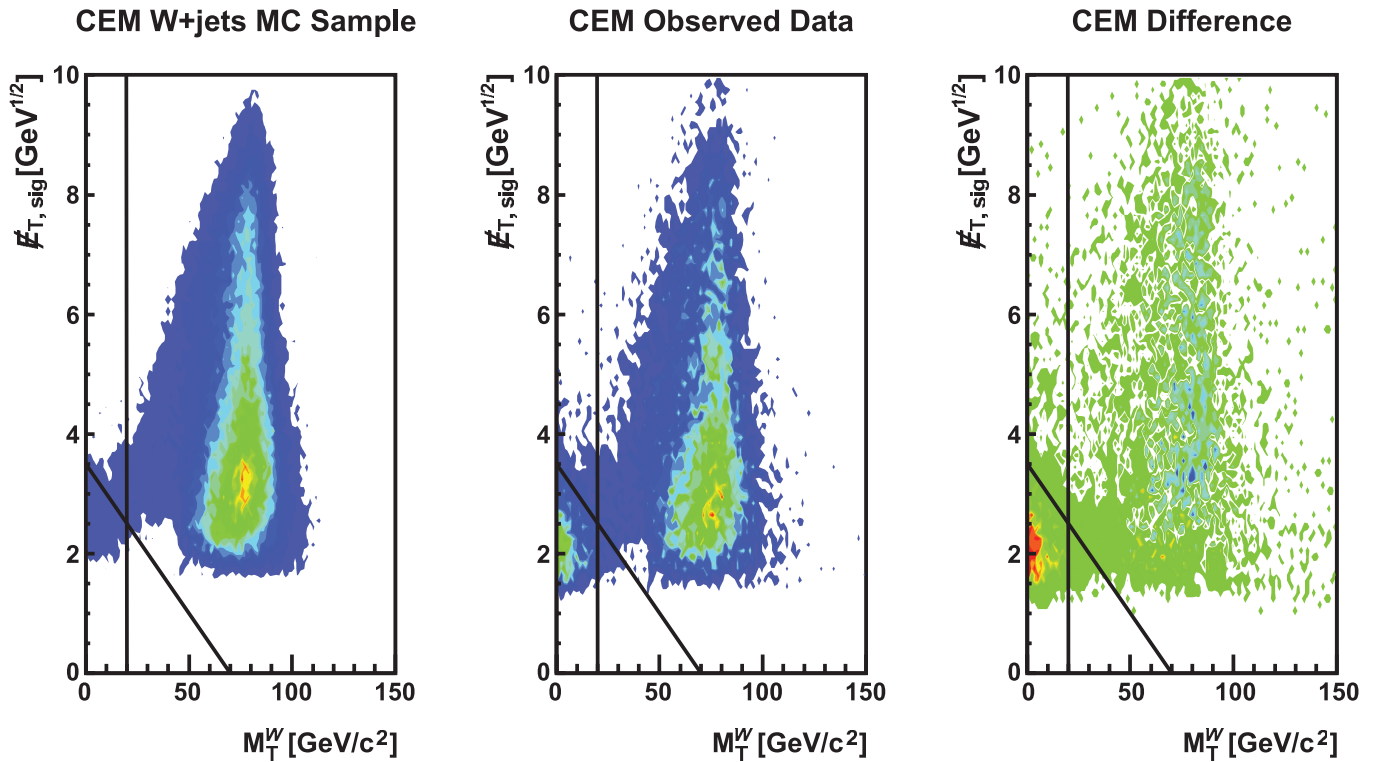 CEM W+jets MC Sample
CEM Observed Data
CEM Difference
E̸T, sig[GeV1/2]
10
8
6
4
2
0
0 50 100 150
MTW [GeV/c2]
E̸T, sig[GeV1/2]
10
8
6
4
2
0
0 50 100 150
MTW [GeV/c2]
E̸T, sig[GeV1/2]
10
8
6
4
2
0
0 50 100 150
MTW [GeV/c2]